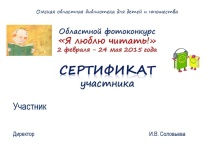 Омская областная библиотека для детей и юношества
Областной фотоконкурс
«Я люблю читать!»
2 февраля - 24 мая 2015 года
СЕРТИФИКАТ
участника
Участник
Директор И.В. Соловьева